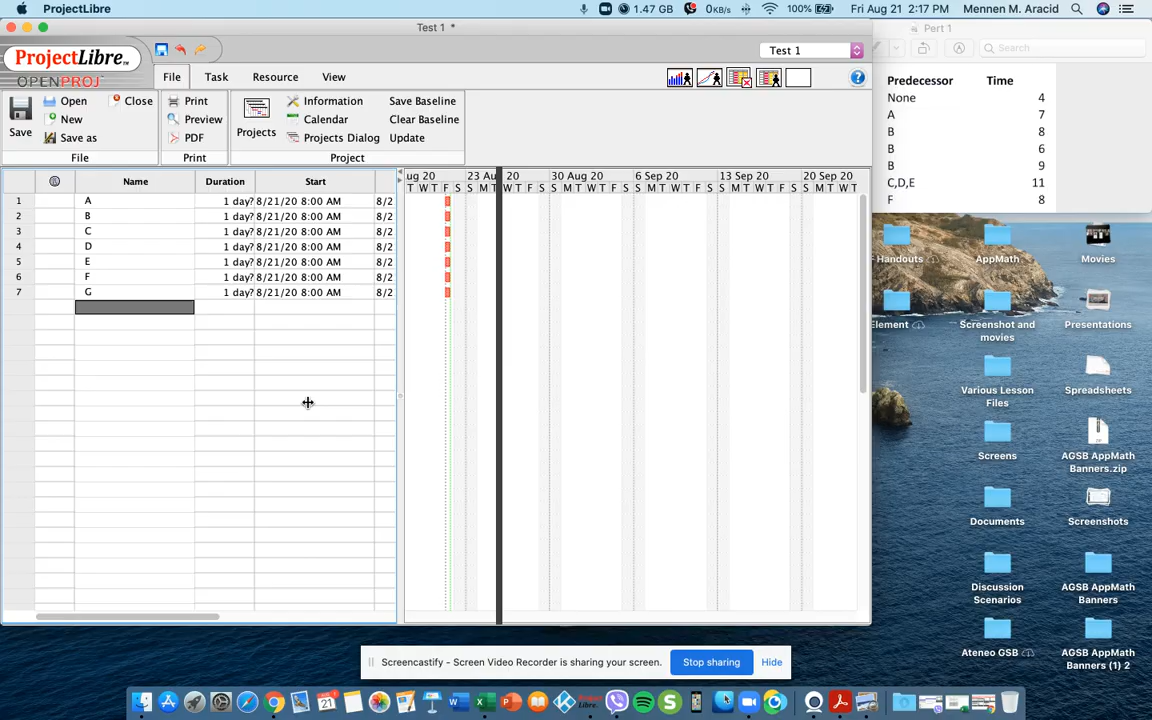 ProjectLibre
1.47 GB
0KB/s
100%
Fri Aug 21 2:17 PM
Mennen M. Aracid
Test 1 *
Pert 1
ProjectLibre™
OPENPROJ
Test 1
Search
File
Task
Resource
View
Save
Open
New
Save as
Close
File
Print
Preview
PDF
Print
Projects
Information
Calendar
Projects Dialog
Save Baseline
Clear Baseline
Update
Project
Predecessor Time
None 4
A 7
B 8
B 6
B 9
C,D,E 11
F 8
Name Duration Start
ug 20 23 Au 20 30 Aug 20 6 Sep 20 13 Sep 20 20 Sep 20
T W T F S S M T W T F S S M T W T F S S M T W T F S S M T W T F S S M T W T
1 A 1 day? 8/21/20 8:00 AM 8/2
2 B 1 day? 8/21/20 8:00 AM 8/2
3 C 1 day? 8/21/20 8:00 AM 8/2
4 D 1 day? 8/21/20 8:00 AM 8/2
5 E 1 day? 8/21/20 8:00 AM 8/2
6 F 1 day? 8/21/20 8:00 AM 8/2
7 G 1 day? 8/21/20 8:00 AM 8/2
Handouts
AppMath
Movies
Element
Screenshot and
movies
Presentations
Various Lesson
Files
Spreadsheets
Screens
AGSB AppMath
Banners.zip
Documents
Screenshots
Discussion
Scenarios
AGSB AppMath
Banners
Ateneo GSB
AGSB AppMath
Banners (1) 2
Screencastify - Screen Video Recorder is sharing your screen.
Stop sharing
Hide